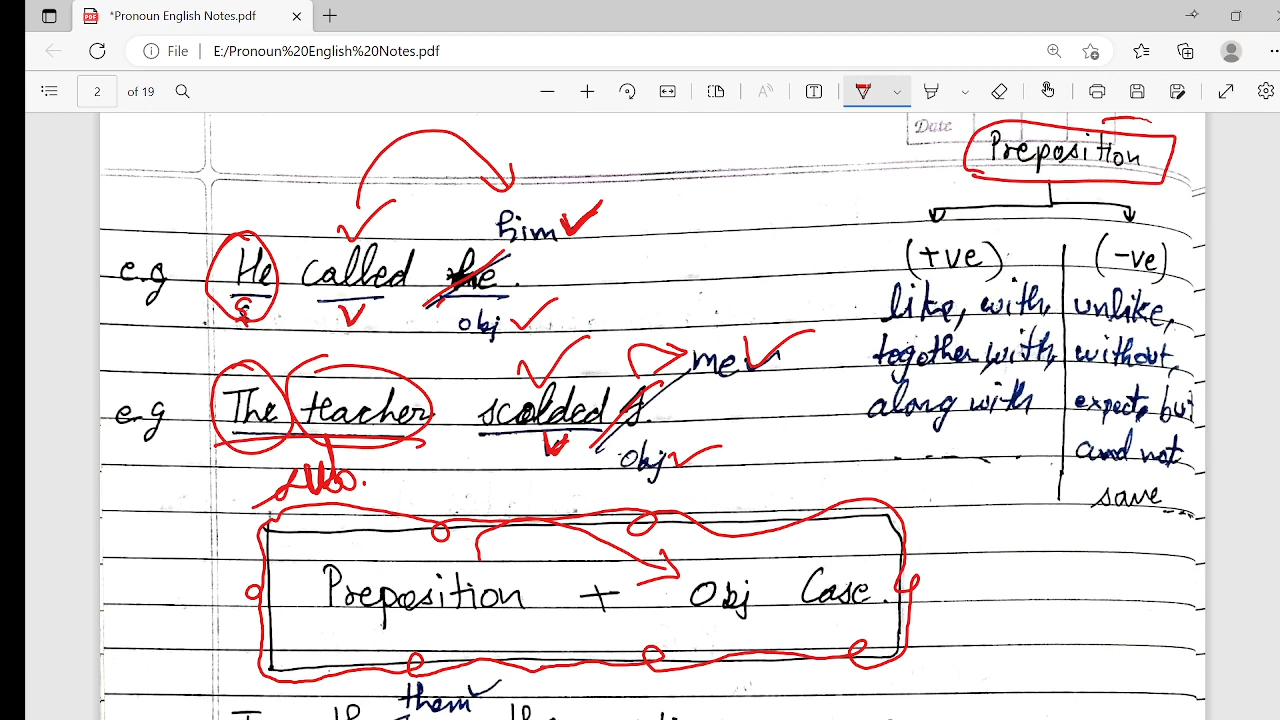 *Pronoun English Notes.pdf
File E:/Pronoun%20English%20Notes.pdf
2 of 19
Date
Preposition
him
e.g He called he.
S V obj
(+ve) (-ve)
like, with, unlike,
together with, without,
along with expect, but
and not
save
me
e.g The teacher scolded I.
V obj
sub.
Preposition + Obj Case.
them